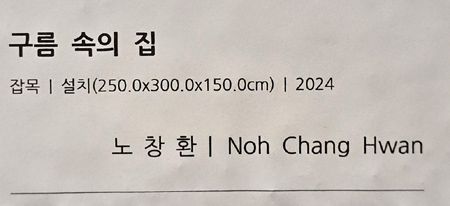 구름 속의 집
잡목 | 설치(250.0x300.0x150.0cm) | 2024
노 창 환 | Noh Chang Hwan